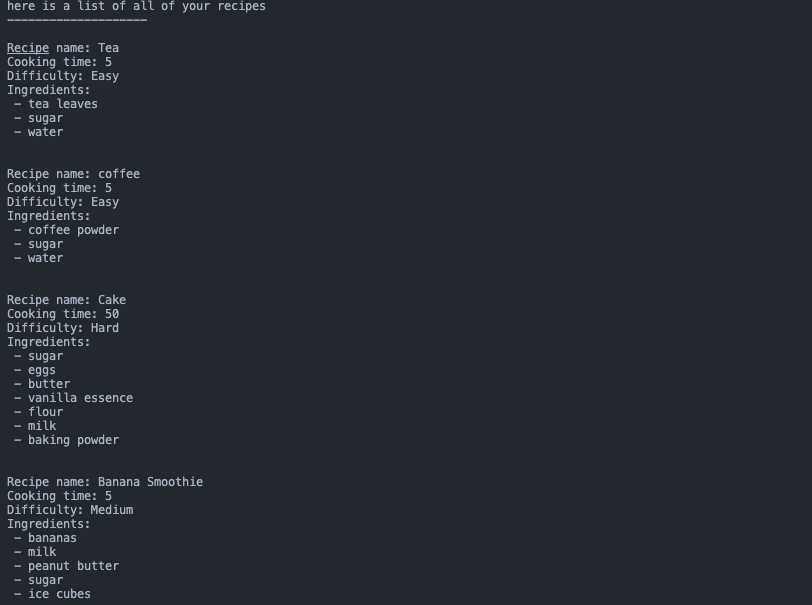 here is a list of all of your recipes
--------------------
Recipe name: Tea
Cooking time: 5
Difficulty: Easy
Ingredients:
- tea leaves
- sugar
- water
Recipe name: coffee
Cooking time: 5
Difficulty: Easy
Ingredients:
- coffee powder
- sugar
- water
Recipe name: Cake
Cooking time: 50
Difficulty: Hard
Ingredients:
- sugar
- eggs
- butter
- vanilla essence
- flour
- milk
- baking powder
Recipe name: Banana Smoothie
Cooking time: 5
Difficulty: Medium
Ingredients:
- bananas
- milk
- peanut butter
- sugar
- ice cubes